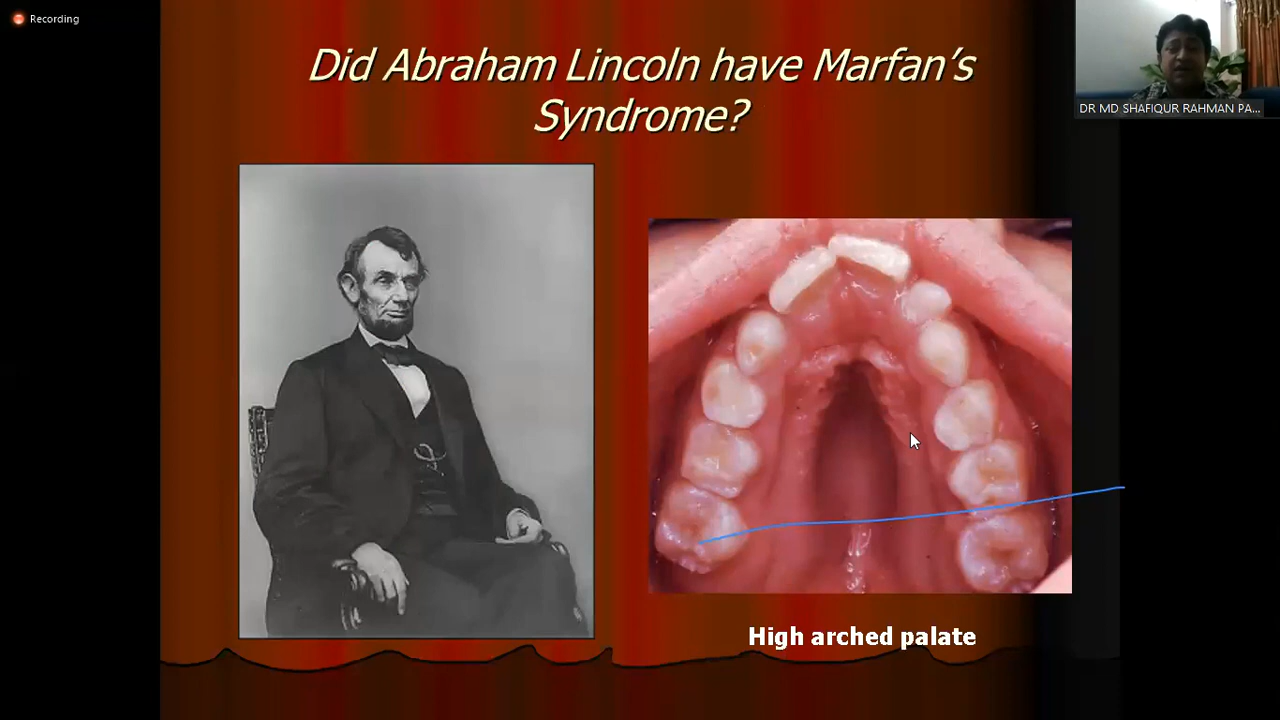 Recording
Did Abraham Lincoln have Marfan's
Syndrome?
DR MD SHAFIQUR RAHMAN PA...
High arched palate